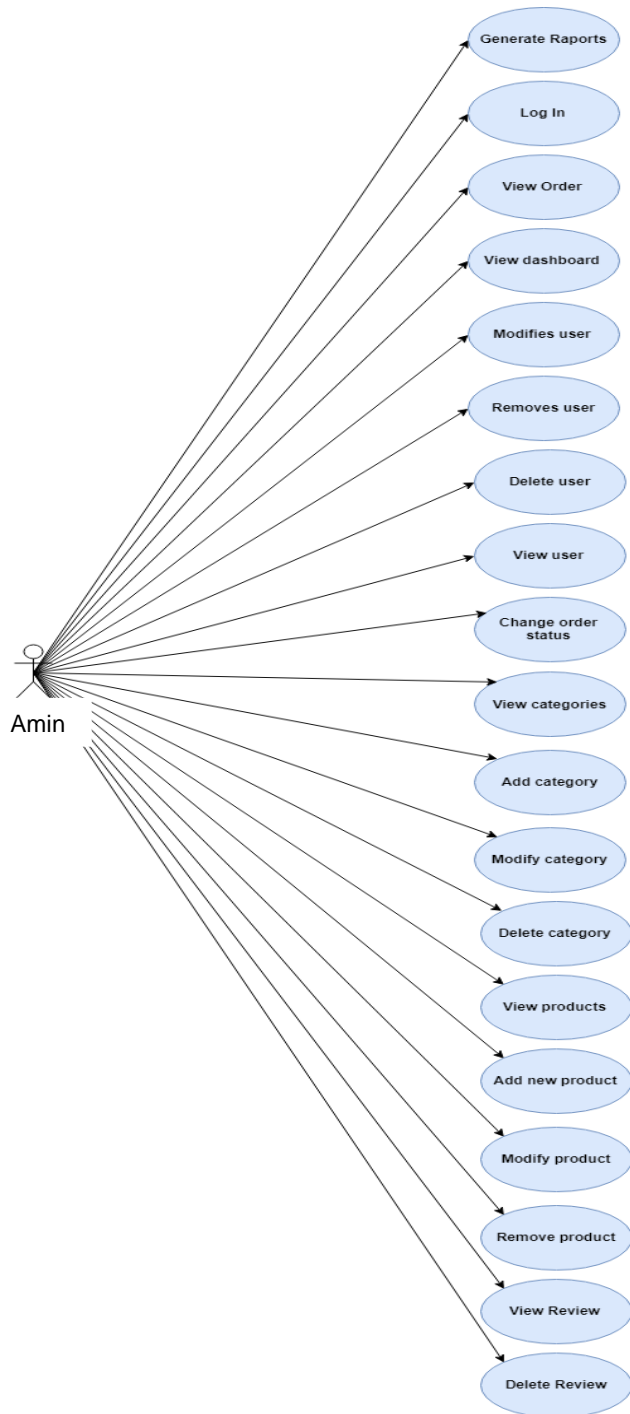 Generate Raports
Log In
View Order
View dashboard
Modifies user
Removes user
Delete user
View user
Change order
status
Amin
View categories
Add category
Modify category
Delete category
View products
Add new product
Modify product
Remove product
View Review
Delete Review